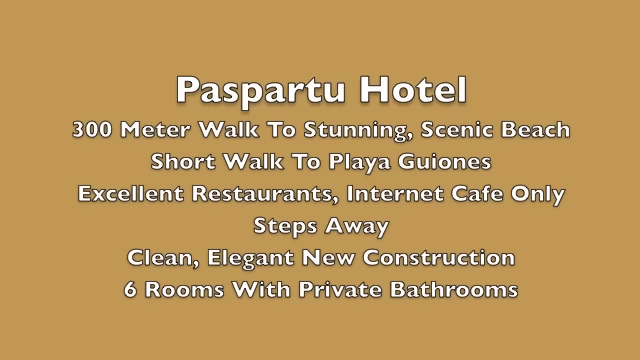 Paspartu Hotel
300 Meter Walk To Stunning, Scenic Beach
Short Walk To Playa Guiones
Excellent Restaurants, Internet Cafe Only
Steps Away
Clean, Elegant New Construction
6 Rooms With Private Bathrooms